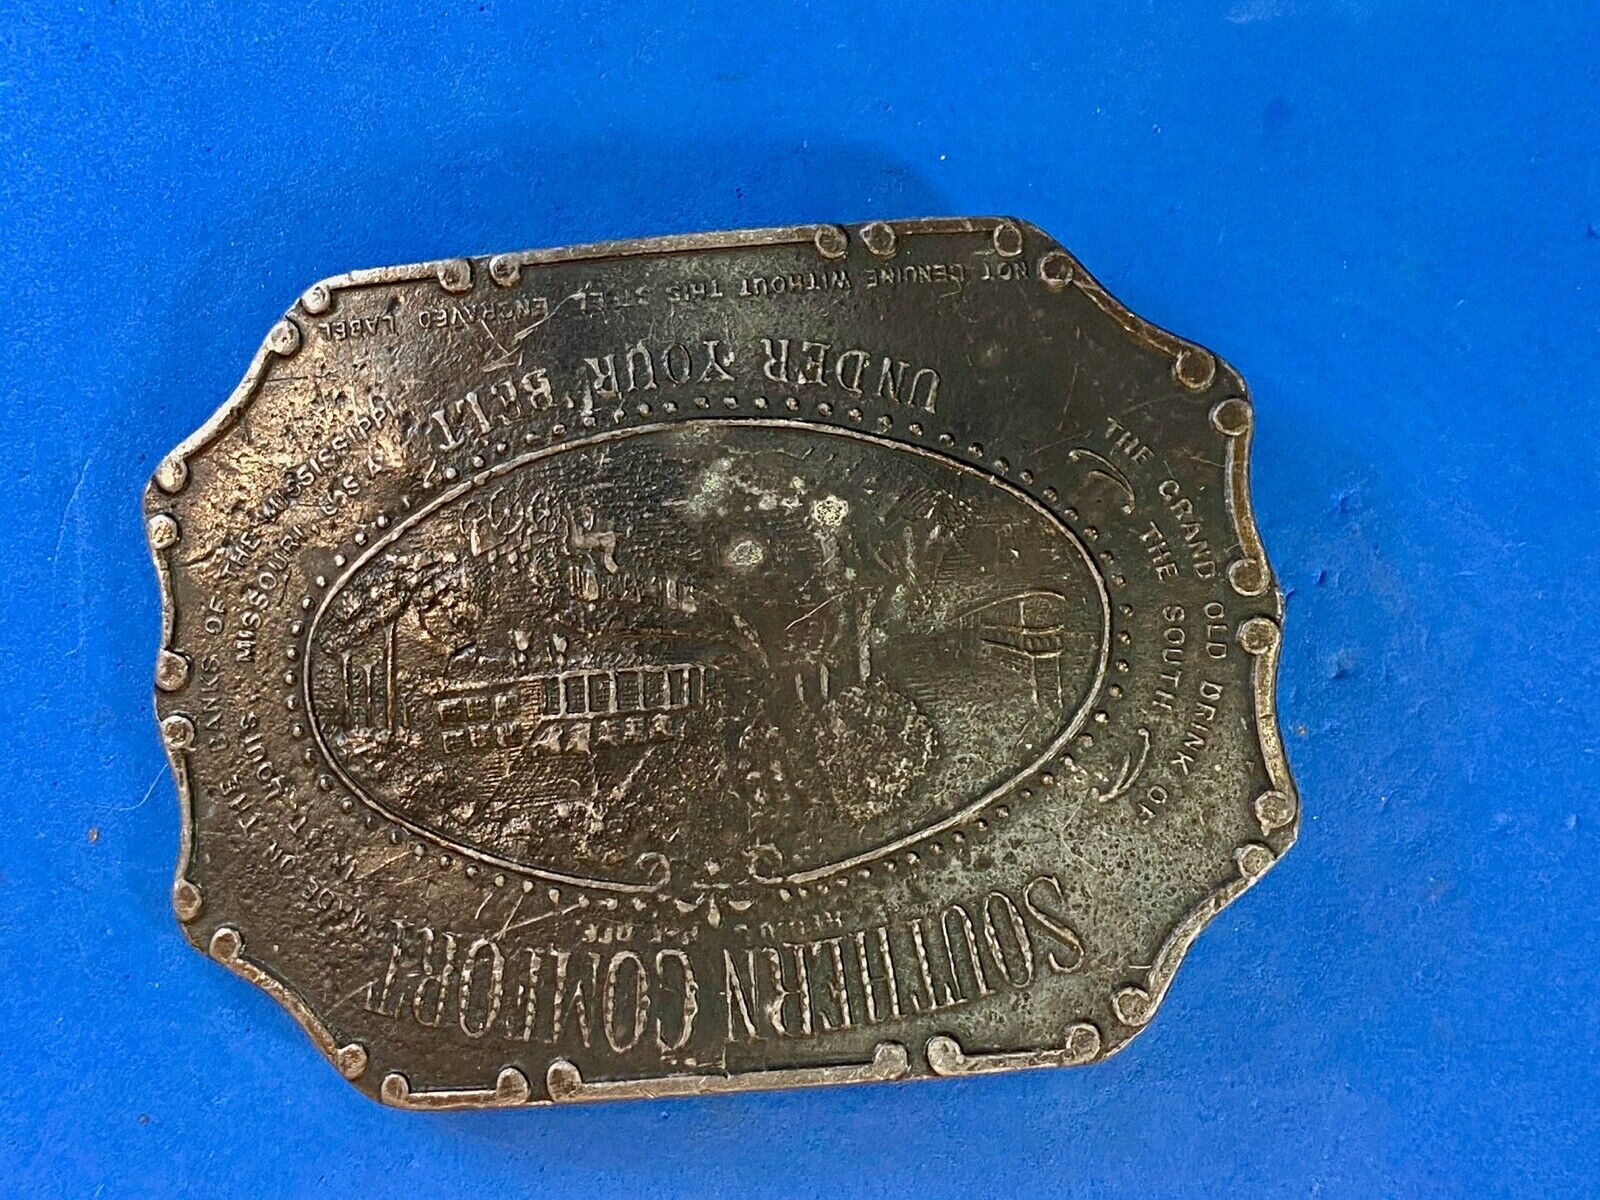 SOUTHERN COMFORT
REG. U.S. PAT. OFF.
THE GRAND OLD DRINK OF
THE SOUTH
MADE ON THE BANKS OF THE MISSISSIPPI
ST. LOUIS MISSOURI, USA
UNDER YOUR BELT
NOT GENUINE WITHOUT THIS STEEL ENGRAVED LABEL